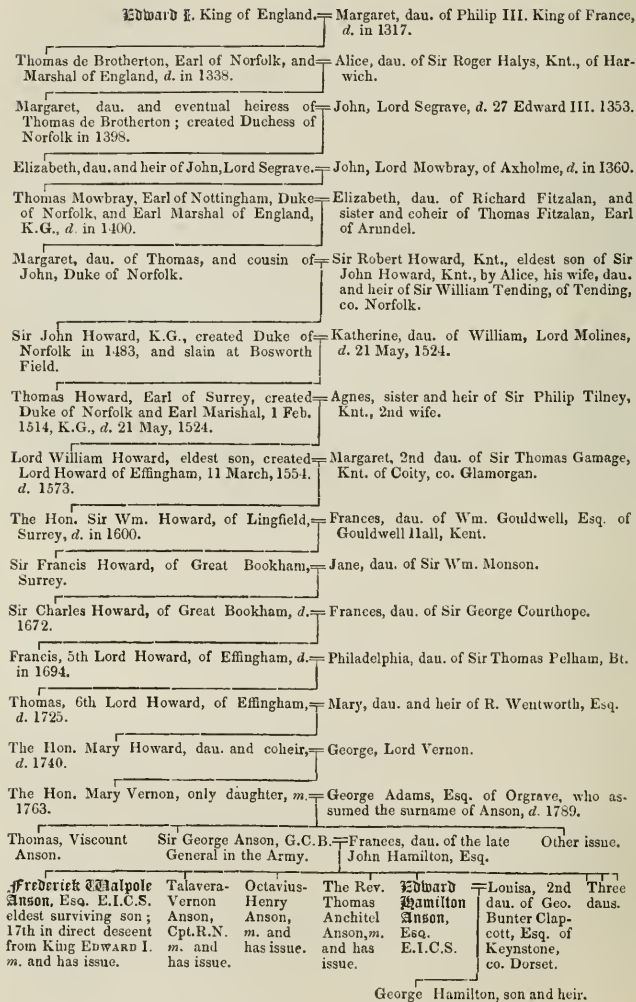 Edward I. King of England.=Margaret, dau. of Philip III. King of France,
d. in 1317.
Thomas de Brotherton, Earl of Norfolk, and=Alice, dau. of Sir Roger Halys, Knt., of Har-
Marshal of England, d. in 1338. wich.
Margaret, dau. and eventual heiress of=John, Lord Segrave, d. 27 Edward III. 1353.
Thomas de Brotherton; created Duchess of
Norfolk in 1398.
Elizabeth, dau. and heir of John, Lord Segrave.=John, Lord Mowbray, of Axholme, d. in 1360.
Thomas Mowbray, Earl of Nottingham, Duke=Elizabeth, dau. of Richard Fitzalan, and
of Norfolk, and Earl Marshal of England, sister and coheir of Thomas Fitzalan, Earl
K.G., d. in 1400. of Arundel.
Margaret, dau. of Thomas, and cousin of=Sir Robert Howard, Knt., eldest son of Sir
John, Duke of Norfolk. John Howard, Knt., by Alice, his wife, dau.
and heir of Sir William Tending, of Tending,
co. Norfolk.
Sir John Howard, K.G., created Duke of=Katherine, dau. of William, Lord Molines,
Norfolk in 1483, and slain at Bosworth d. 21 May, 1524.
Field.
Thomas Howard, Earl of Surrey, created=Agnes, sister and heir of Sir Philip Tilney,
Duke of Norfolk and Earl Marishal, 1 Feb. Knt., 2nd wife.
1514, K.G., d. 21 May, 1524.
Lord William Howard, eldest son, created=Margaret, 2nd dau. of Sir Thomas Gamage,
Lord Howard of Effingham, 11 March, 1554. Knt. of Coity, co. Glamorgan.
d. 1573.
The Hon. Sir Wm. Howard, of Lingfield,=Frances, dau. of Wm. Gouldwell, Esq. of
Surrey, d. in 1600. Gouldwell Hall, Kent.
Sir Francis Howard, of Great Bookham,=Jane, dau. of Sir Wm. Monson.
Surrey.
Sir Charles Howard, of Great Bookham, d.=Frances, dau. of Sir George Courthope.
1672.
Francis, 5th Lord Howard, of Effingham, d.=Philadelphia, dau. of Sir Thomas Pelham, Bt.
in 1694.
Thomas, 6th Lord Howard, of Effingham,=Mary, dau. and heir of R. Wentworth, Esq.
d. 1725.
The Hon. Mary Howard, dau. and coheir,=George, Lord Vernon.
d. 1740.
The Hon. Mary Vernon, only daughter, m.=George Adams, Esq. of Orgrave, who as-
1763. sumed the surname of Anson, d. 1789.
Thomas, Viscount Sir George Anson, G.C.B.=Frances, dau. of the late Other issue.
Anson. General in the Army. John Hamilton, Esq.
Frederick Walpole Talavera- Octavius- The Rev. Edward =Louisa, 2nd Three
Anson, Esq. E.I.C.S. Vernon Henry Thomas Hamilton dau. of Geo. daus.
eldest surviving son; Anson, Anson, Anchitel Anson, Bunter Clap-
17th in direct descent Cpt.R.N. m. and Anson, m. Esq. cott, Esq. of
from King EDWARD I. m. and has issue. and has E.I.C.S. Keynstone,
m. and has issue. has issue. issue. co. Dorset.
George Hamilton, son and heir.